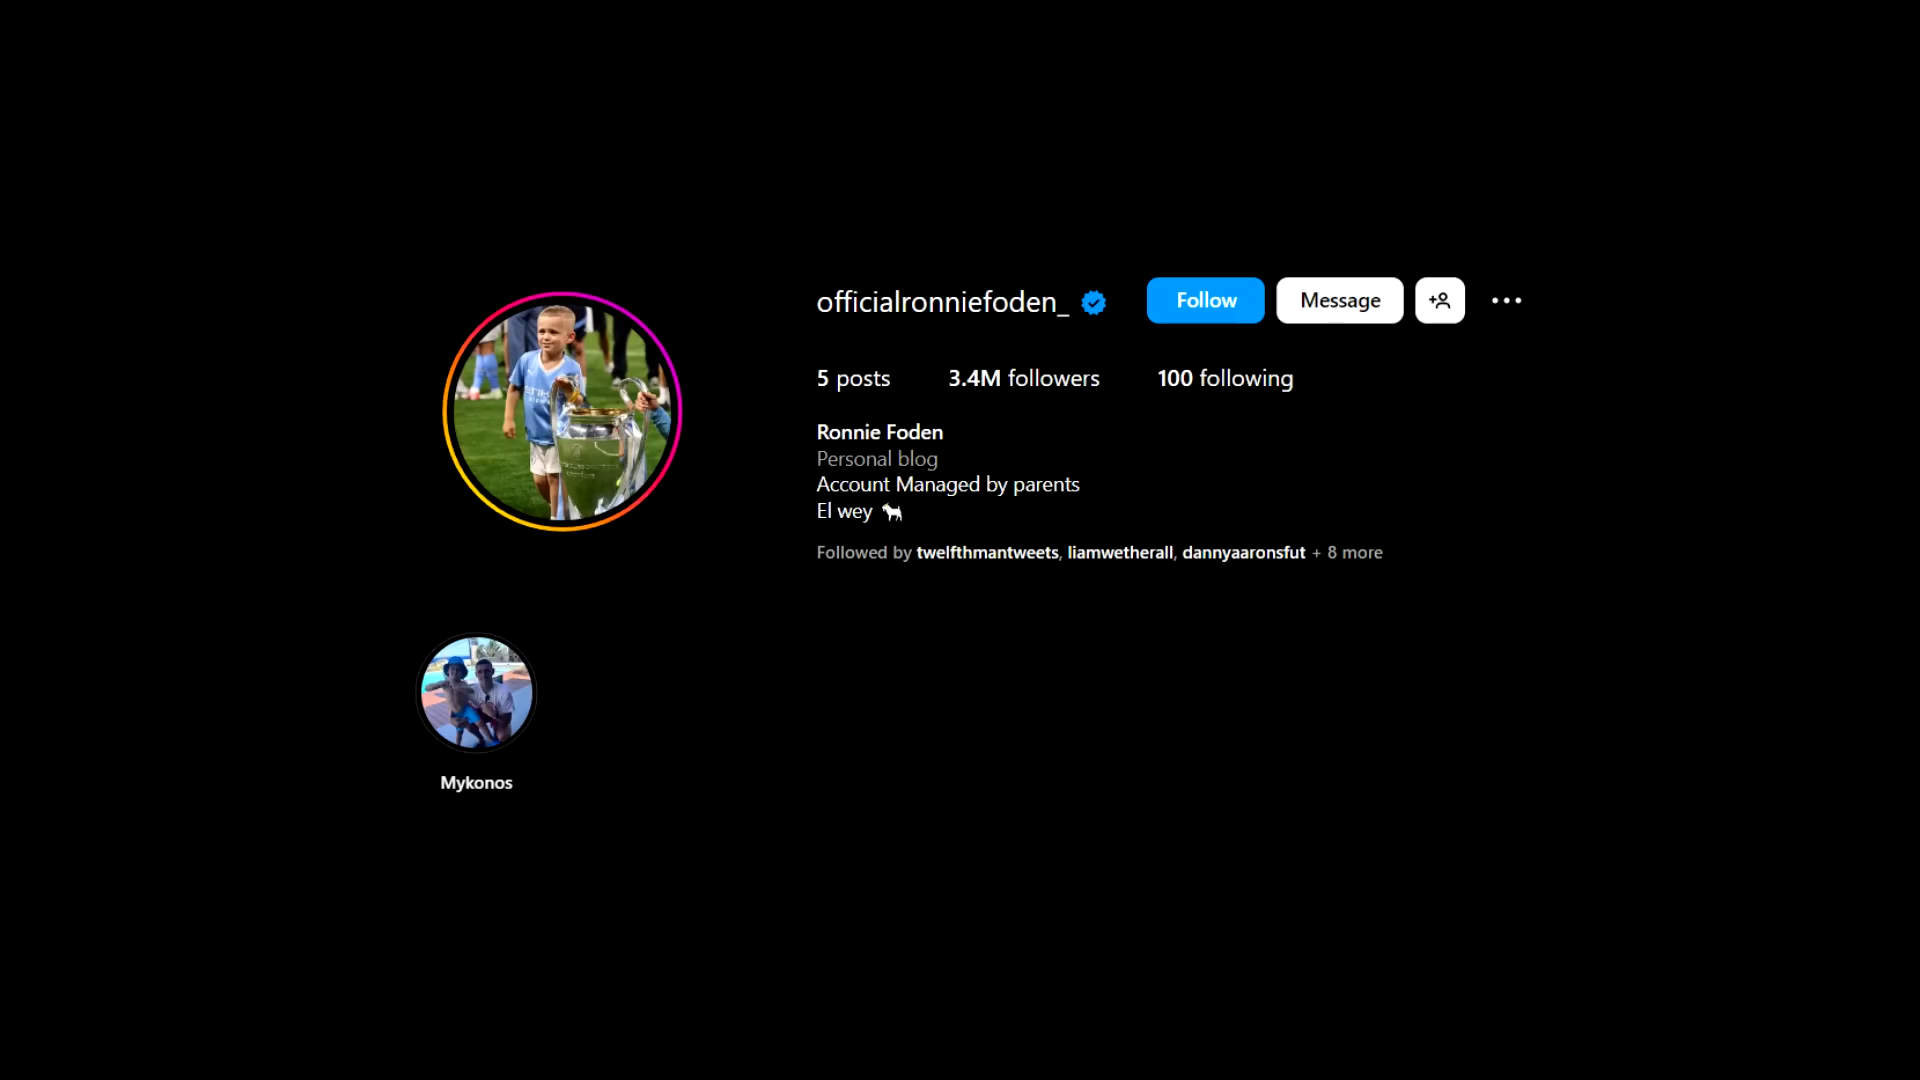 officialronniefoden_
Follow
Message
5 posts
3.4M followers
100 following
Ronnie Foden
Personal blog
Account Managed by parents
El wey 🐐
Followed by twelfthmantweets, liamwetherall, dannyaaronsfut + 8 more
Mykonos